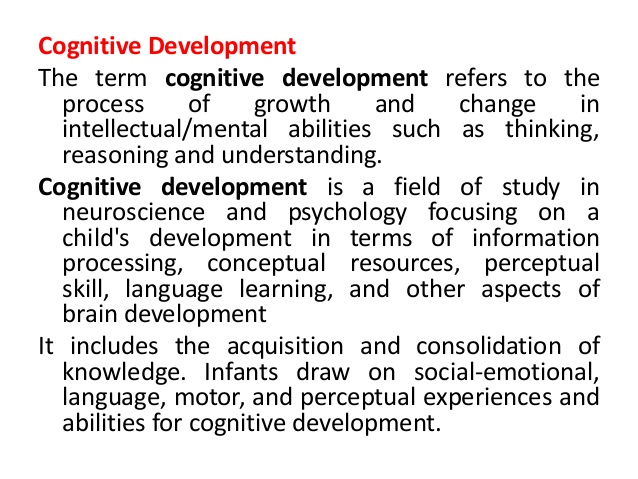 Cognitive Development
The term cognitive development refers to the
process of growth and change in
intellectual/mental abilities such as thinking,
reasoning and understanding.
Cognitive development is a field of study in
neuroscience and psychology focusing on a
child's development in terms of information
processing, conceptual resources, perceptual
skill, language learning, and other aspects of
brain development
It includes the acquisition and consolidation of
knowledge. Infants draw on social-emotional,
language, motor, and perceptual experiences and
abilities for cognitive development.